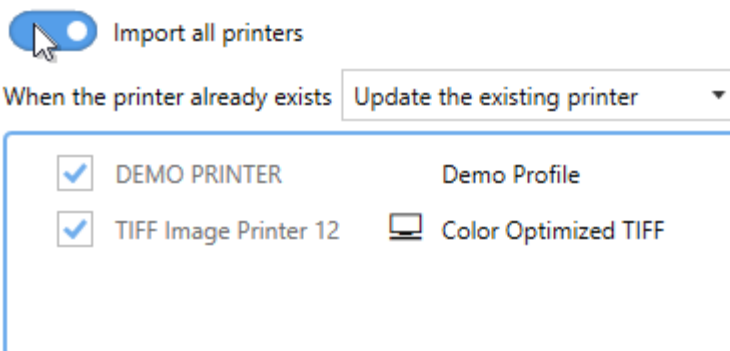 Import all printers
When the printer already exists Update the existing printer
DEMO PRINTER Demo Profile
TIFF Image Printer 12 Color Optimized TIFF